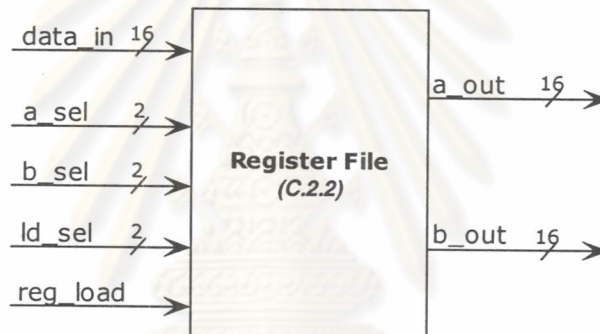 data_in 16
a_sel 2
b_sel 2
ld_sel 2
reg_load
Register File
(C.2.2)
a_out 16
b_out 16